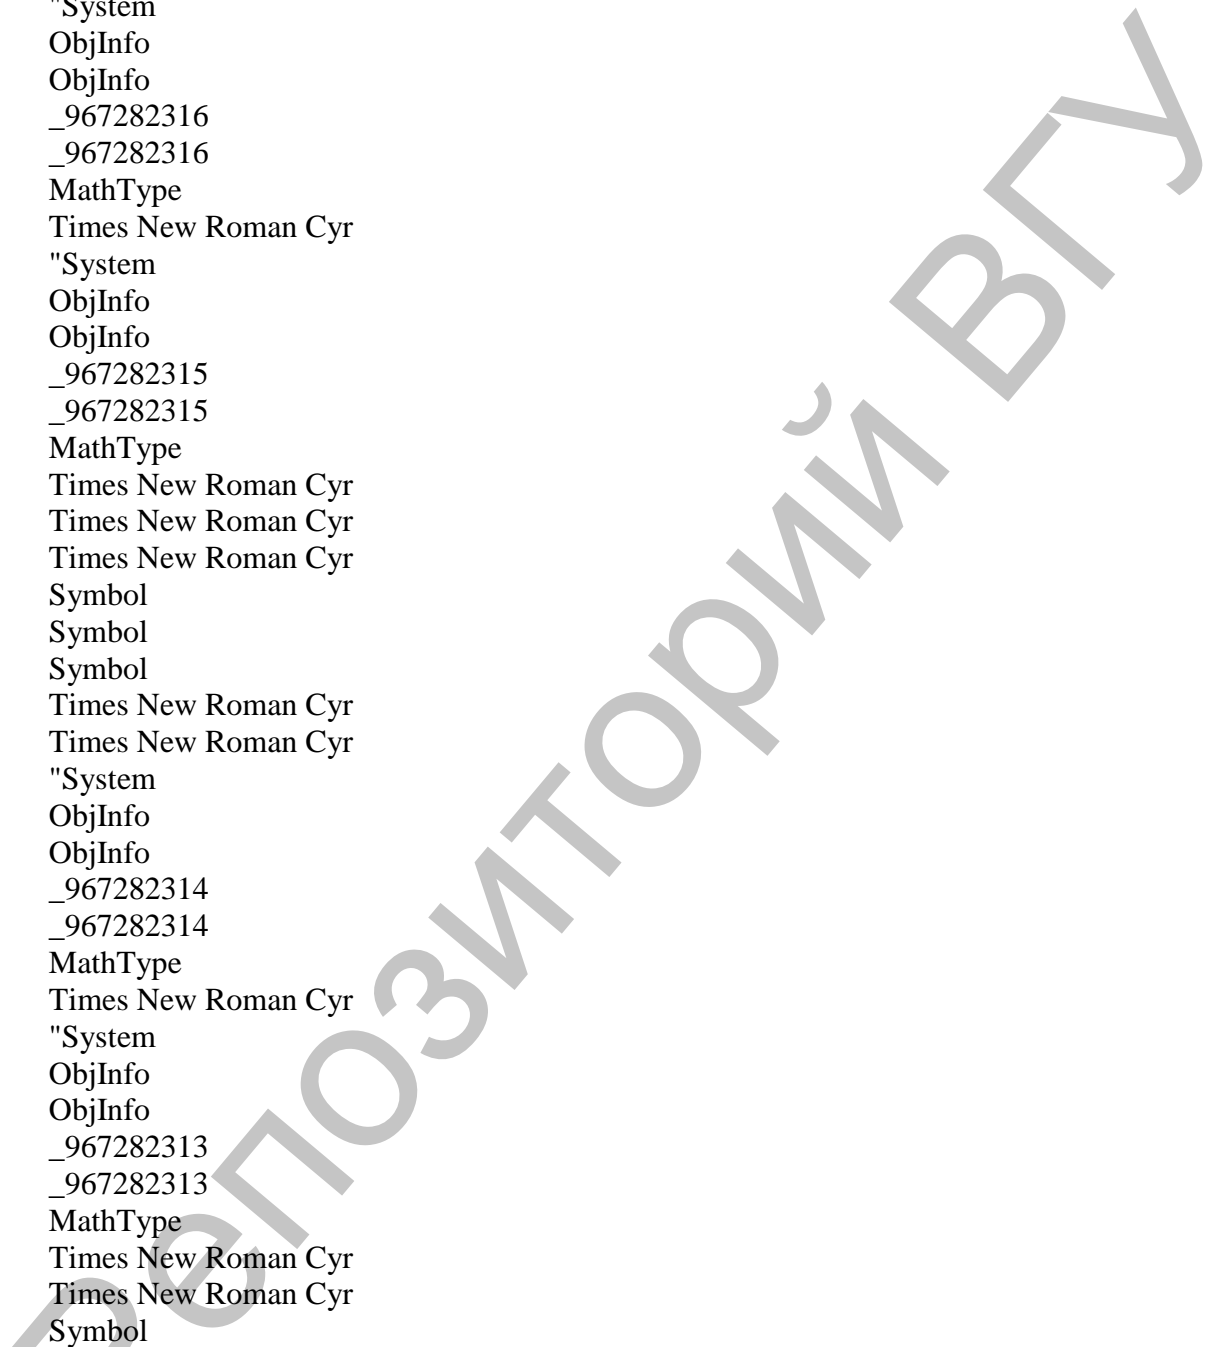 "System
ObjInfo
ObjInfo
_967282316
_967282316
MathType
Times New Roman Cyr
"System
ObjInfo
ObjInfo
_967282315
_967282315
MathType
Times New Roman Cyr
Times New Roman Cyr
Times New Roman Cyr
Symbol
Symbol
Symbol
Times New Roman Cyr
Times New Roman Cyr
"System
ObjInfo
ObjInfo
_967282314
_967282314
MathType
Times New Roman Cyr
"System
ObjInfo
ObjInfo
_967282313
_967282313
MathType
Times New Roman Cyr
Times New Roman Cyr
Symbol
Репозиторий ВГУ